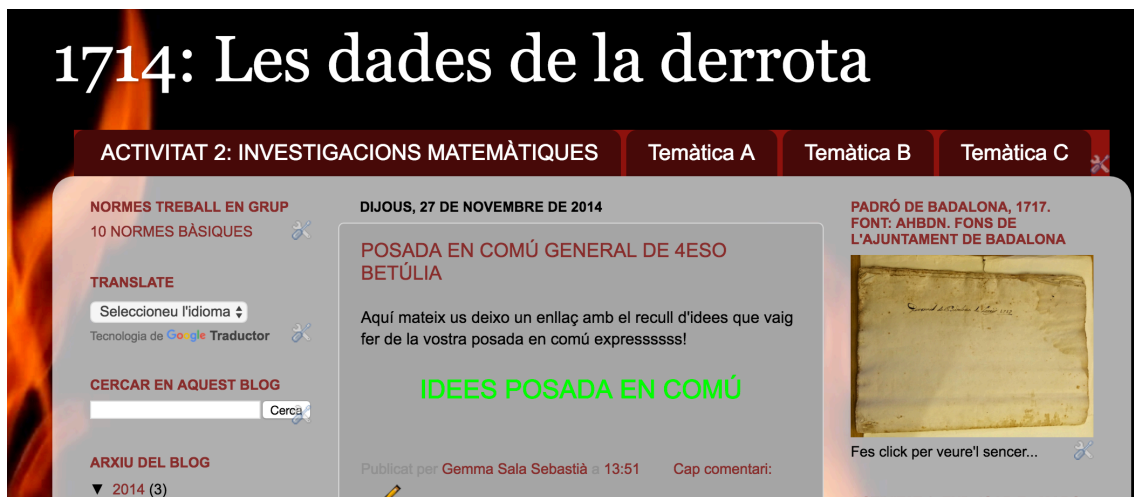 1714: Les dades de la derrota
ACTIVITAT 2: INVESTIGACIONS MATEMÀTIQUES
Temàtica A
Temàtica B
Temàtica C
NORMES TREBALL EN GRUP
10 NORMES BÀSIQUES
TRANSLATE
Seleccioneu l'idioma
Tecnologia de Google Traductor
CERCAR EN AQUEST BLOG
Cerca
ARXIU DEL BLOG
▼ 2014 (3)
DIJOUS, 27 DE NOVEMBRE DE 2014
POSADA EN COMÚ GENERAL DE 4ESO
BETÚLIA
Aquí mateix us deixo un enllaç amb el recull d'idees que vaig
fer de la vostra posada en comú expressssss!
IDEES POSADA EN COMÚ
Publicat per Gemma Sala Sebastià a 13:51 Cap comentari:
PADRÓ DE BADALONA, 1717.
FONT: AHBDN. FONS DE
L'AJUNTAMENT DE BADALONA
Fes click per veure'l sencer...